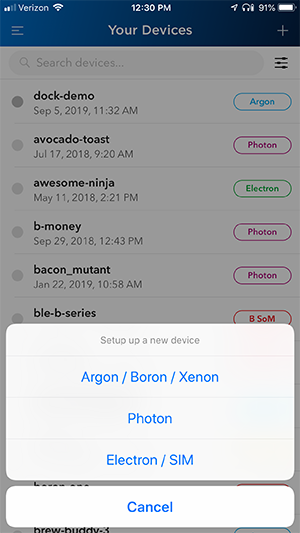 Verizon 12:30 PM 91%
Your Devices
Search devices...
dock-demo
Sep 5, 2019, 11:32 AM
Argon
avocado-toast
Jul 17, 2018, 9:20 AM
Photon
awesome-ninja
May 11, 2018, 2:21 PM
Electron
b-money
Sep 29, 2018, 12:43 PM
Photon
bacon_mutant
Jan 22, 2019, 10:58 AM
Photon
ble-b-series
B SoM
Setup up a new device
Argon / Boron / Xenon
Photon
Electron / SIM
Cancel
brew-buddy-3